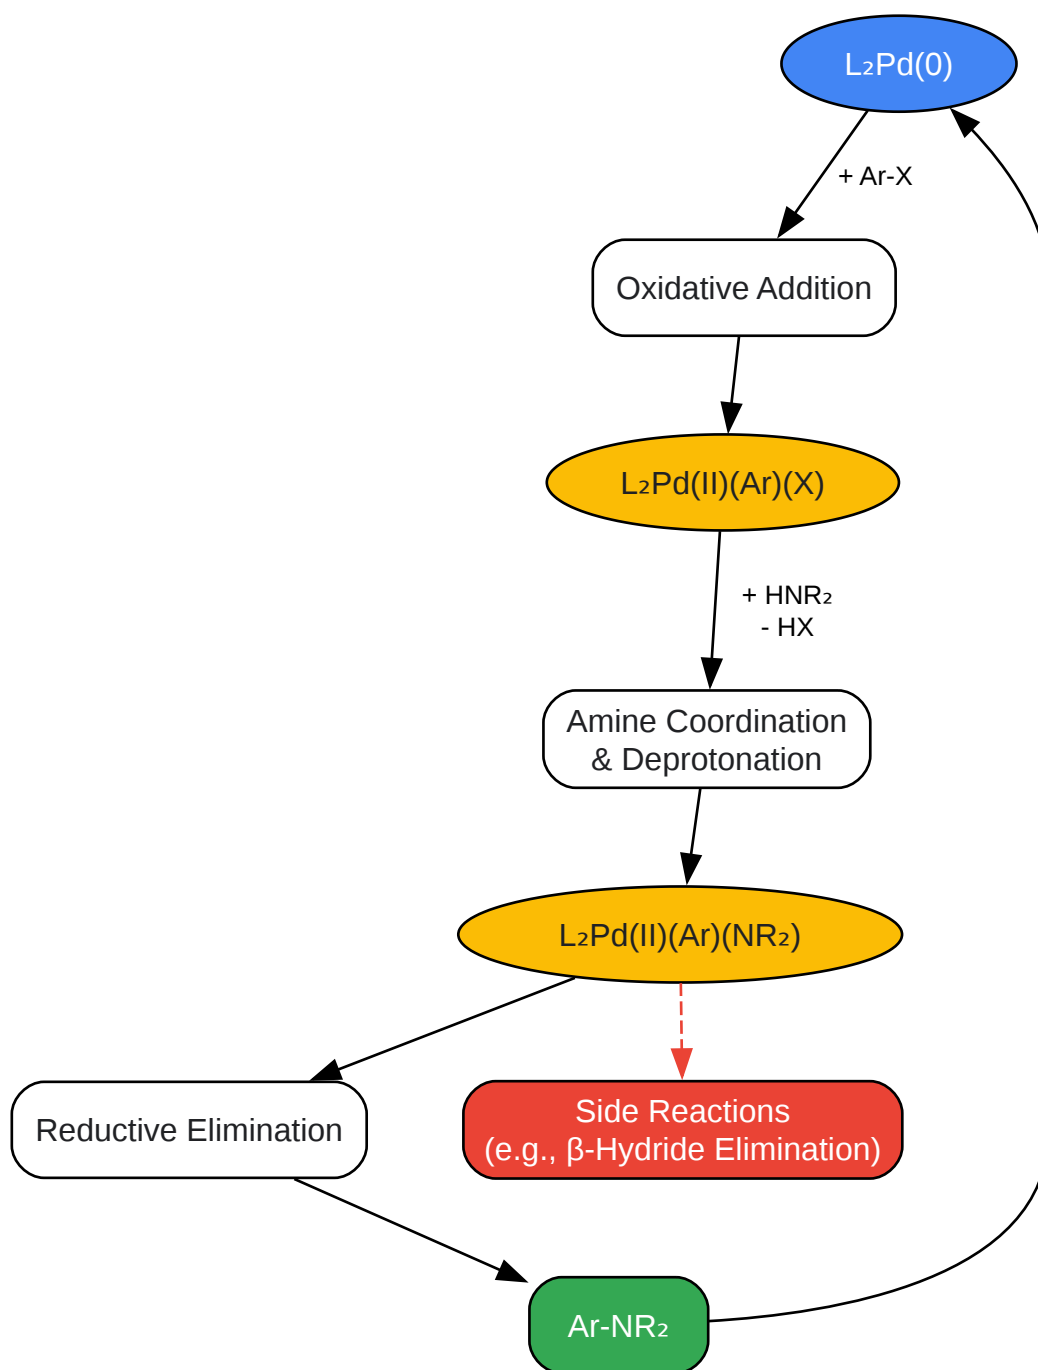 L₂Pd(0)
+ Ar-X
Oxidative Addition
L₂Pd(II)(Ar)(X)
+ HNR₂
- HX
Amine Coordination
& Deprotonation
L₂Pd(II)(Ar)(NR₂)
Reductive Elimination
Side Reactions
(e.g., β-Hydride Elimination)
Ar-NR₂